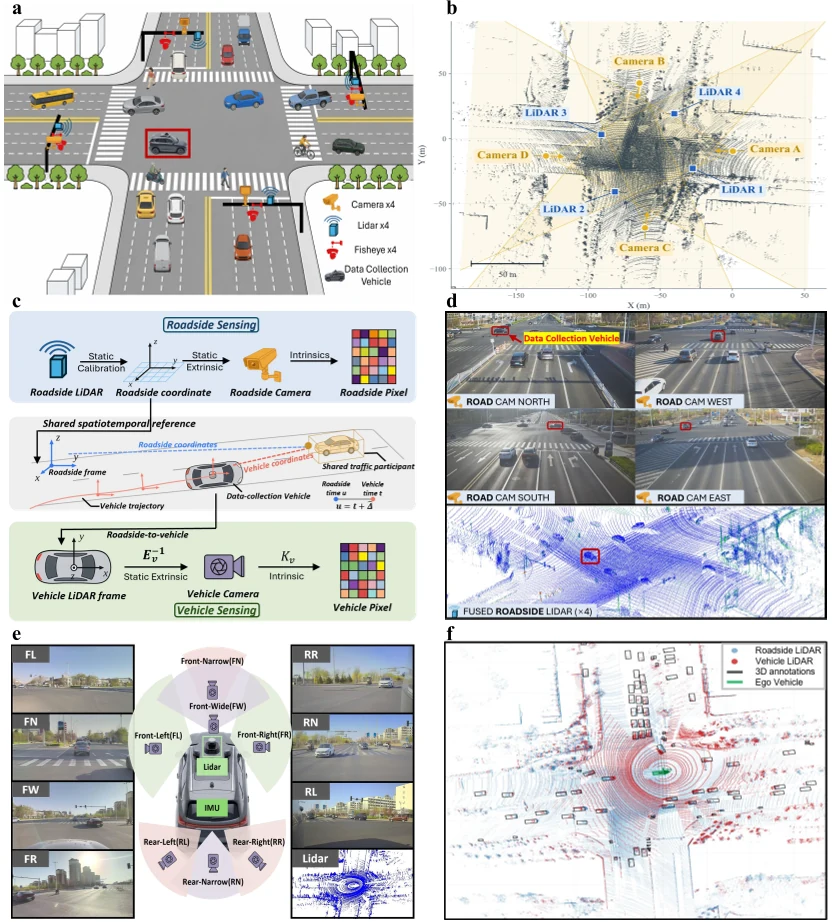 a
Camera x4
Lidar x4
Fisheye x4
Data Collection
Vehicle
b
Camera B
LiDAR 4
LiDAR 3
Camera A
Camera D
LiDAR 1
LiDAR 2
Camera C
50 m
50
0
−50
−100
Y (m)
−150
−100
−50
0
50
X (m)
c
Roadside Sensing
Static
Calibration
Static
Extrinsic
Intrinsics
Roadside LiDAR
Roadside coordinate
Roadside Camera
Roadside Pixel
z
y
x
Shared spatiotemporal reference
z
y
x
Roadside frame
Roadside coordinates
Vehicle coordinates
Shared traffic participant
Vehicle trajectory
Data-collection Vehicle
Roadside
time u
Vehicle
time t
u = t + Δ
Roadside-to-vehicle
y
x
z
E_v^{-1}
Static Extrinsic
K_v
Intrinsic
Vehicle LiDAR frame
Vehicle Camera
Vehicle Pixel
Vehicle Sensing
d
Data Collection Vehicle
ROAD CAM NORTH
ROAD CAM WEST
ROAD CAM SOUTH
ROAD CAM EAST
FUSED ROADSIDE LIDAR (×4)
e
FL
FN
FW
FR
Front-Narrow(FN)
Front-Wide(FW)
Front-Left(FL)
Front-Right(FR)
Lidar
IMU
Rear-Left(RL)
Rear-Right(RR)
Rear-Narrow(RN)
RR
RN
RL
Lidar
f
Roadside LiDAR
Vehicle LiDAR
3D annotations
Ego Vehicle